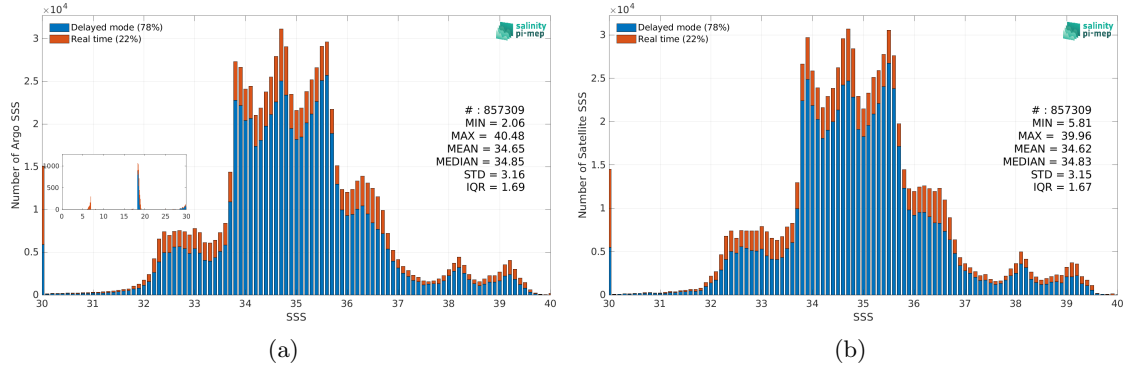 ×10⁴
Delayed mode (78%)
Real time (22%)
salinity
pi-mep
# : 857309
MIN = 2.06
MAX = 40.48
MEAN = 34.65
MEDIAN = 34.85
STD = 3.16
IQR = 1.69
Number of Argo SSS
3
2.5
2
1.5
1
0.5
0
1000
500
0
0 5 10 15 20 25 30
30 31 32 33 34 35 36 37 38 39 40
SSS
(a)
×10⁴
Delayed mode (78%)
Real time (22%)
salinity
pi-mep
# : 857309
MIN = 5.81
MAX = 39.96
MEAN = 34.62
MEDIAN = 34.83
STD = 3.15
IQR = 1.67
Number of Satellite SSS
3
2.5
2
1.5
1
0.5
0
30 31 32 33 34 35 36 37 38 39 40
SSS
(b)